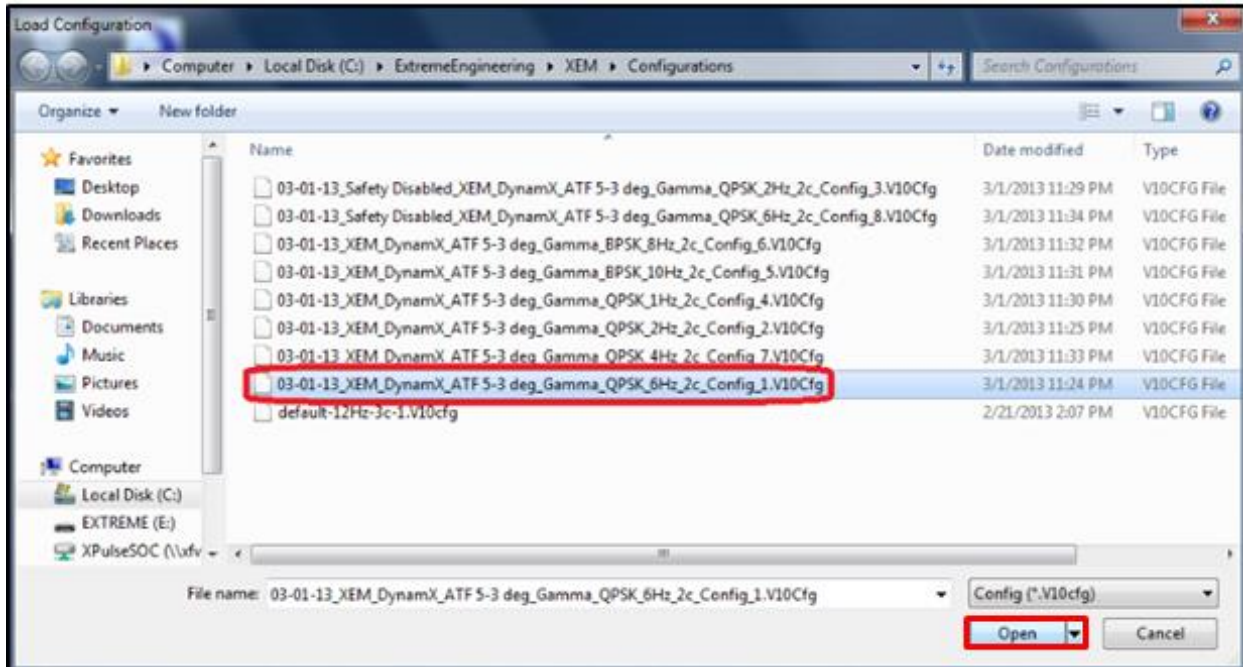 Load Configuration
Computer ▸ Local Disk (C:) ▸ ExtremeEngineering ▸ XEM ▸ Configurations
Search Configurations
Organize New folder
Name Date modified Type
Favorites
Desktop
Downloads
Recent Places
Libraries
Documents
Music
Pictures
Videos
Computer
Local Disk (C:)
EXTREME (E:)
XPulseSOC (\\xfv
03-01-13_Safety Disabled_XEM_DynamX_ATF 5-3 deg_Gamma_QPSK_2Hz_2c_Config_3.V10Cfg 3/1/2013 11:29 PM V10CFG File
03-01-13_Safety Disabled_XEM_DynamX_ATF 5-3 deg_Gamma_QPSK_6Hz_2c_Config_8.V10Cfg 3/1/2013 11:34 PM V10CFG File
03-01-13_XEM_DynamX_ATF 5-3 deg_Gamma_BPSK_8Hz_2c_Config_6.V10Cfg 3/1/2013 11:32 PM V10CFG File
03-01-13_XEM_DynamX_ATF 5-3 deg_Gamma_BPSK_10Hz_2c_Config_5.V10Cfg 3/1/2013 11:31 PM V10CFG File
03-01-13_XEM_DynamX_ATF 5-3 deg_Gamma_QPSK_1Hz_2c_Config_4.V10Cfg 3/1/2013 11:30 PM V10CFG File
03-01-13_XEM_DynamX_ATF 5-3 deg_Gamma_QPSK_2Hz_2c_Config_2.V10Cfg 3/1/2013 11:25 PM V10CFG File
03-01-13_XEM_DynamX_ATF 5-3 deg_Gamma_QPSK_4Hz_2c_Config_7.V10Cfg 3/1/2013 11:33 PM V10CFG File
03-01-13_XEM_DynamX_ATF 5-3 deg_Gamma_QPSK_6Hz_2c_Config_1.V10Cfg 3/1/2013 11:24 PM V10CFG File
default-12Hz-3c-1.V10cfg 2/21/2013 2:07 PM V10CFG File
File name: 03-01-13_XEM_DynamX_ATF 5-3 deg_Gamma_QPSK_6Hz_2c_Config_1.V10Cfg Config (*.V10cfg)
Open Cancel